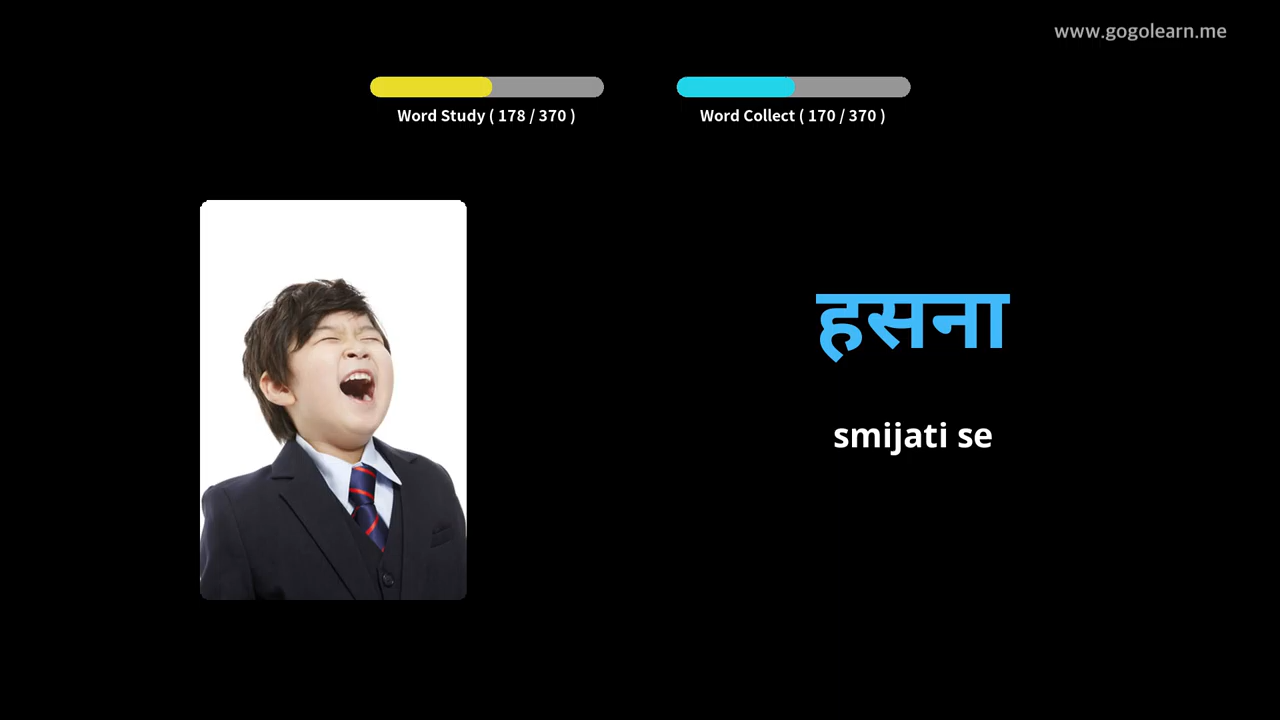 www.gogolearn.me
Word Study ( 178 / 370 )
Word Collect ( 170 / 370 )
हसना
smijati se